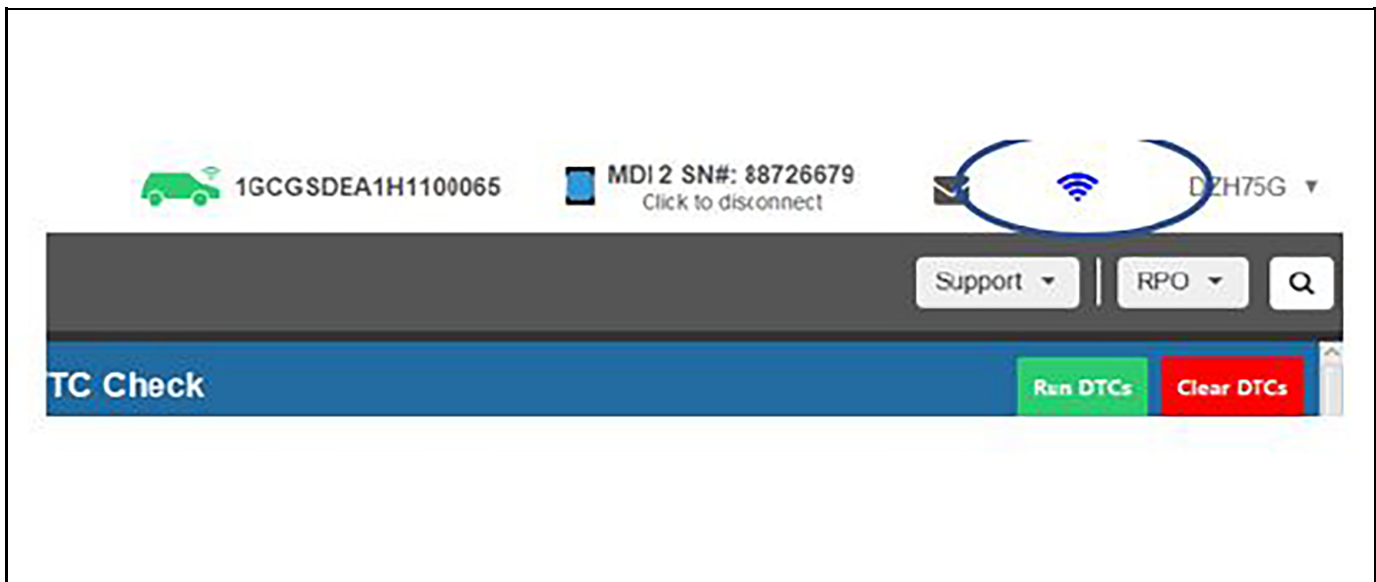 1GCGSDEA1H1100065
MDI 2 SN#: 88726679
Click to disconnect
DZH75G
Support
RPO
TC Check
Run DTCs
Clear DTCs